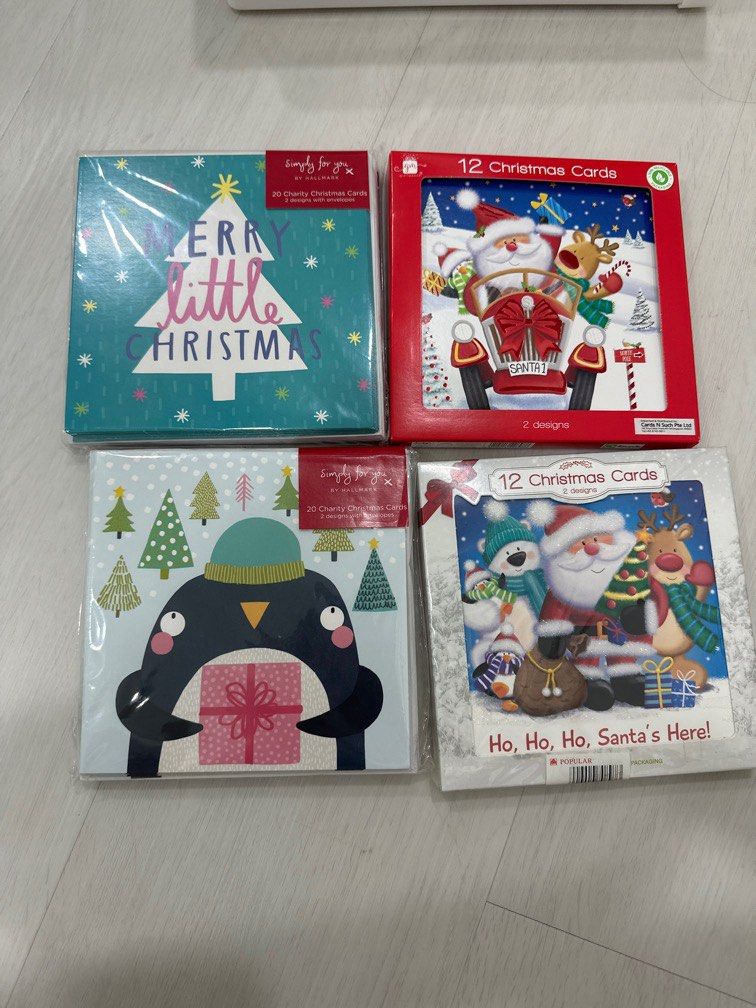 Simply for you x
BY HALLMARK
20 Charity Christmas Cards
2 designs with envelopes
MERRY
little
CHRISTMAS
12 Christmas Cards
SANTA 1
NORTH
POLE
2 designs
Cards N Such Pte Ltd
Simply for you x
BY HALLMARK
20 Charity Christmas Cards
2 designs with envelopes
12 Christmas Cards
2 designs
Ho, Ho, Ho, Santa's Here!
POPULAR
PACKAGING